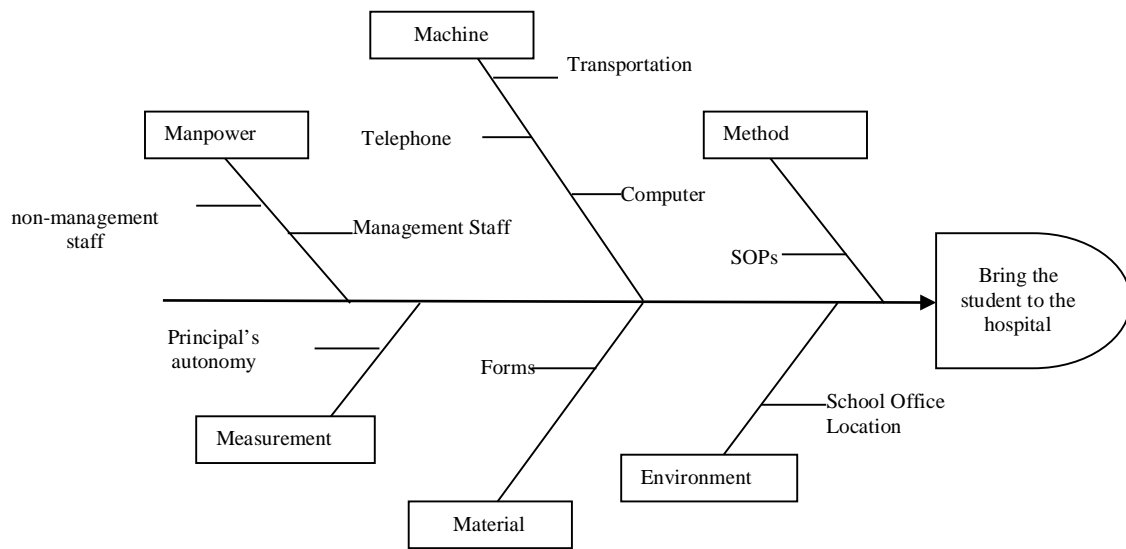 Machine
Transportation
Manpower
Telephone
Method
Computer
non-management
staff
Management Staff
SOPs
Bring the
student to the
hospital
Principal’s
autonomy
Forms
School Office
Location
Measurement
Environment
Material